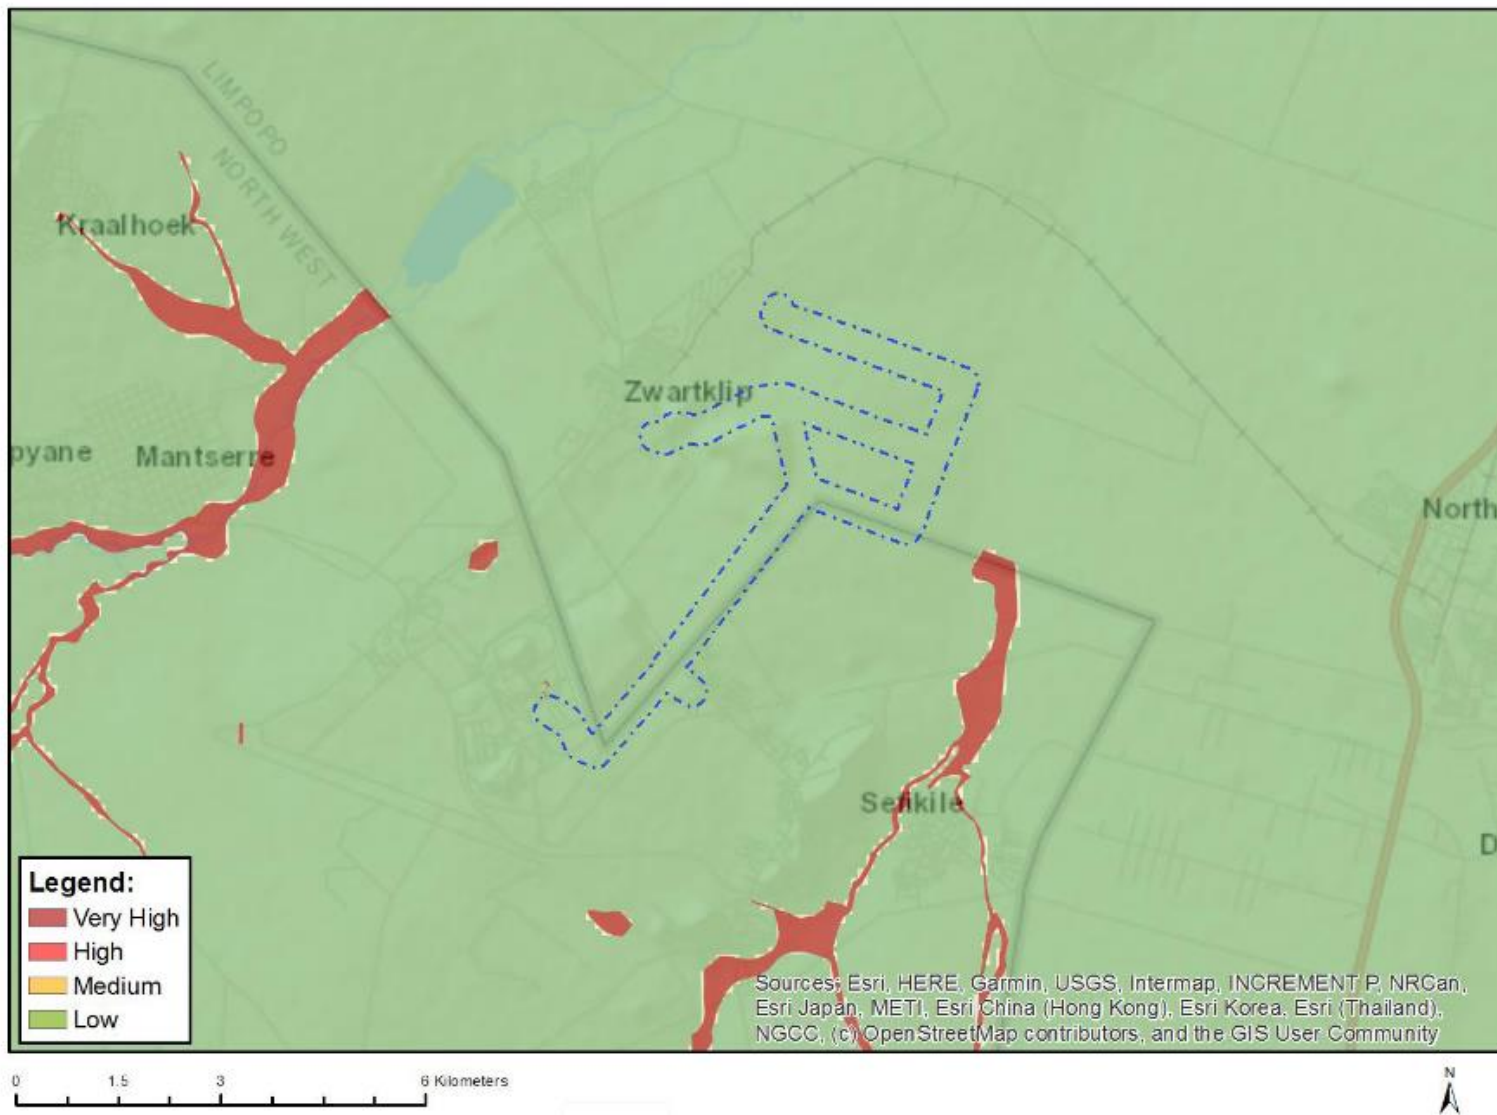 LIMPOPO
NORTH WEST
Kraalhoek
Zwartklip
pyane
Mantserre
North
Sefikile
D
Legend:
Very High
High
Medium
Low
Sources: Esri, HERE, Garmin, USGS, Intermap, INCREMENT P, NRCan,
Esri Japan, METI, Esri China (Hong Kong), Esri Korea, Esri (Thailand),
NGCC, (c) OpenStreetMap contributors, and the GIS User Community
0 1.5 3 6 Kilometers
N